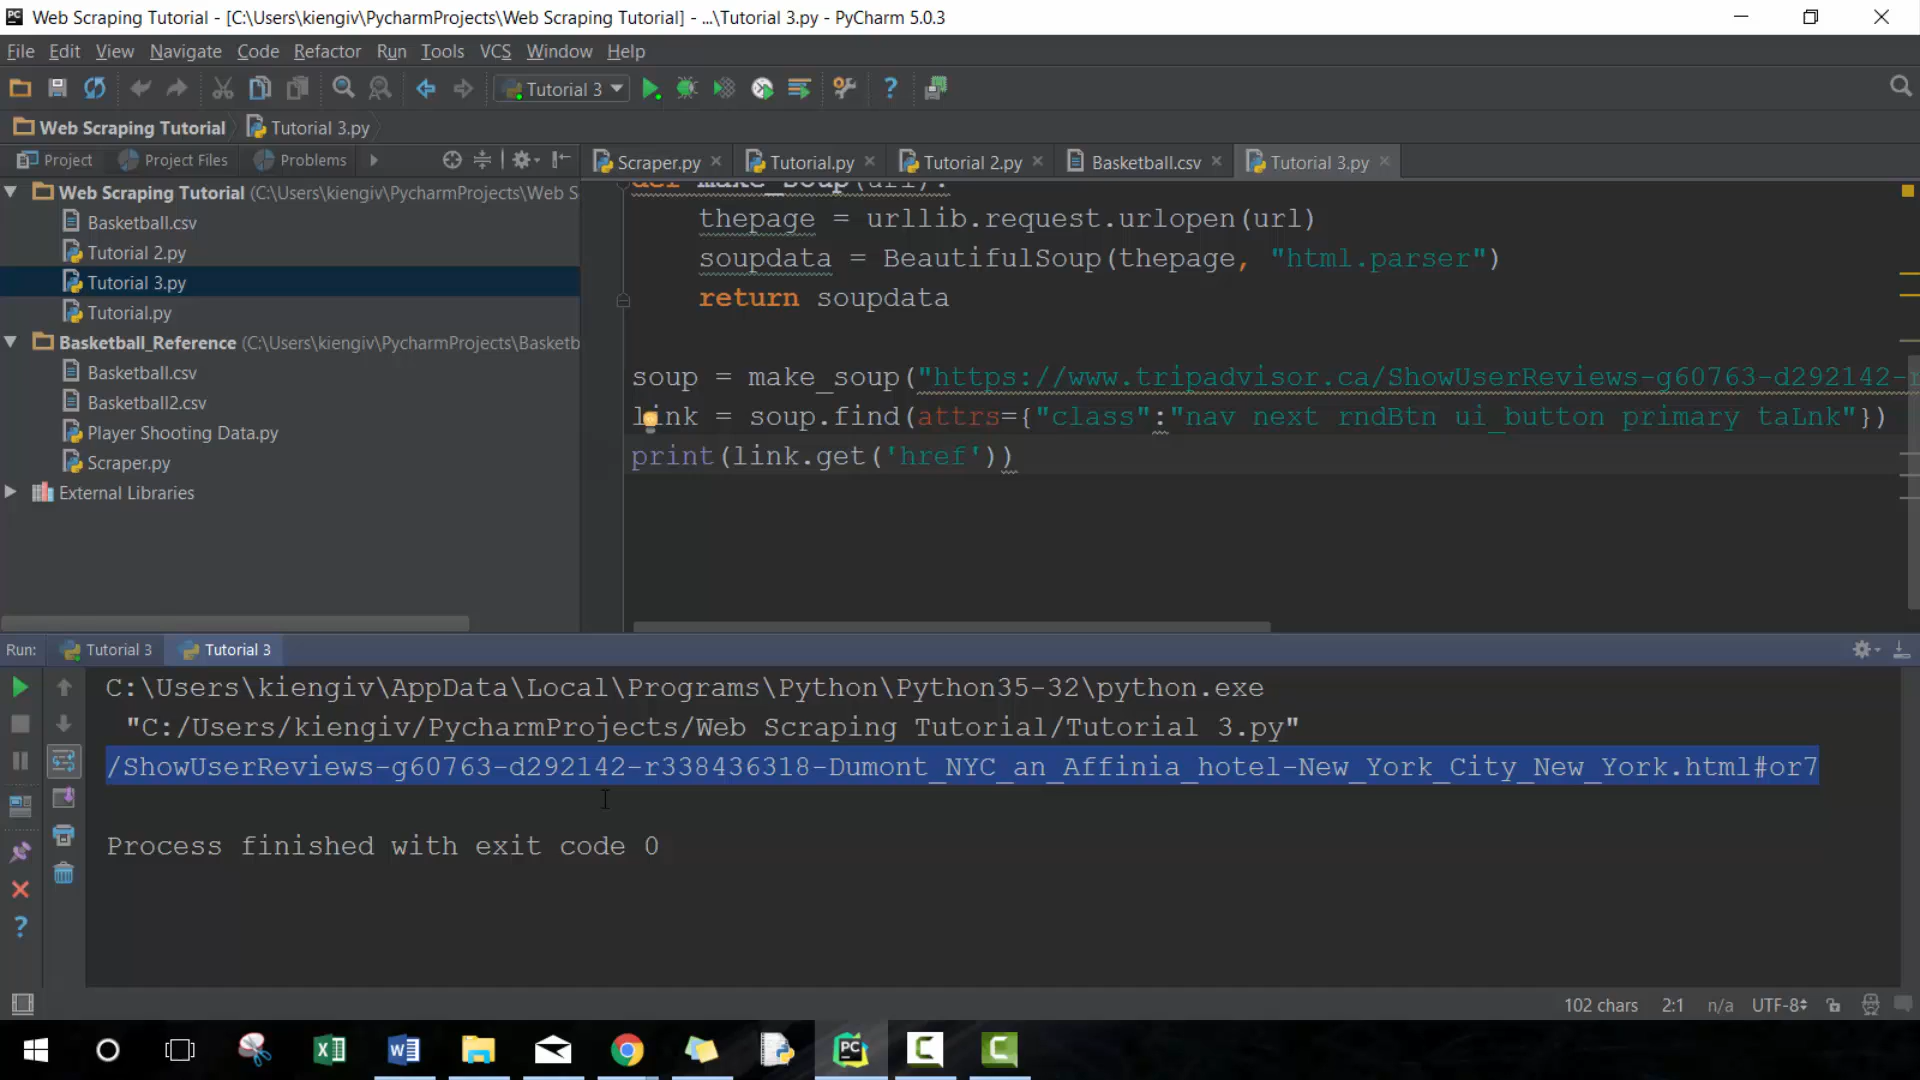 Web Scraping Tutorial - [C:\Users\kiengiv\PycharmProjects\Web Scraping Tutorial] - ...\Tutorial 3.py - PyCharm 5.0.3
File Edit View Navigate Code Refactor Run Tools VCS Window Help
Tutorial 3
Web Scraping Tutorial Tutorial 3.py
Project Project Files Problems
Scraper.py Tutorial.py Tutorial 2.py Basketball.csv Tutorial 3.py
Web Scraping Tutorial (C:\Users\kiengiv\PycharmProjects\Web S
Basketball.csv
Tutorial 2.py
Tutorial 3.py
Tutorial.py
Basketball_Reference (C:\Users\kiengiv\PycharmProjects\Basketb
Basketball.csv
Basketball2.csv
Player Shooting Data.py
Scraper.py
External Libraries
def make_soup(url):
thepage = urllib.request.urlopen(url)
soupdata = BeautifulSoup(thepage, "html.parser")
return soupdata
soup = make_soup("https://www.tripadvisor.ca/ShowUserReviews-g60763-d292142-r
link = soup.find(attrs={"class":"nav next rndBtn ui_button primary taLnk"})
print(link.get('href'))
Run: Tutorial 3 Tutorial 3
C:\Users\kiengiv\AppData\Local\Programs\Python\Python35-32\python.exe
"C:/Users/kiengiv/PycharmProjects/Web Scraping Tutorial/Tutorial 3.py"
/ShowUserReviews-g60763-d292142-r338436318-Dumont_NYC_an_Affinia_hotel-New_York_City_New_York.html#or7
Process finished with exit code 0
102 chars 2:1 n/a UTF-8